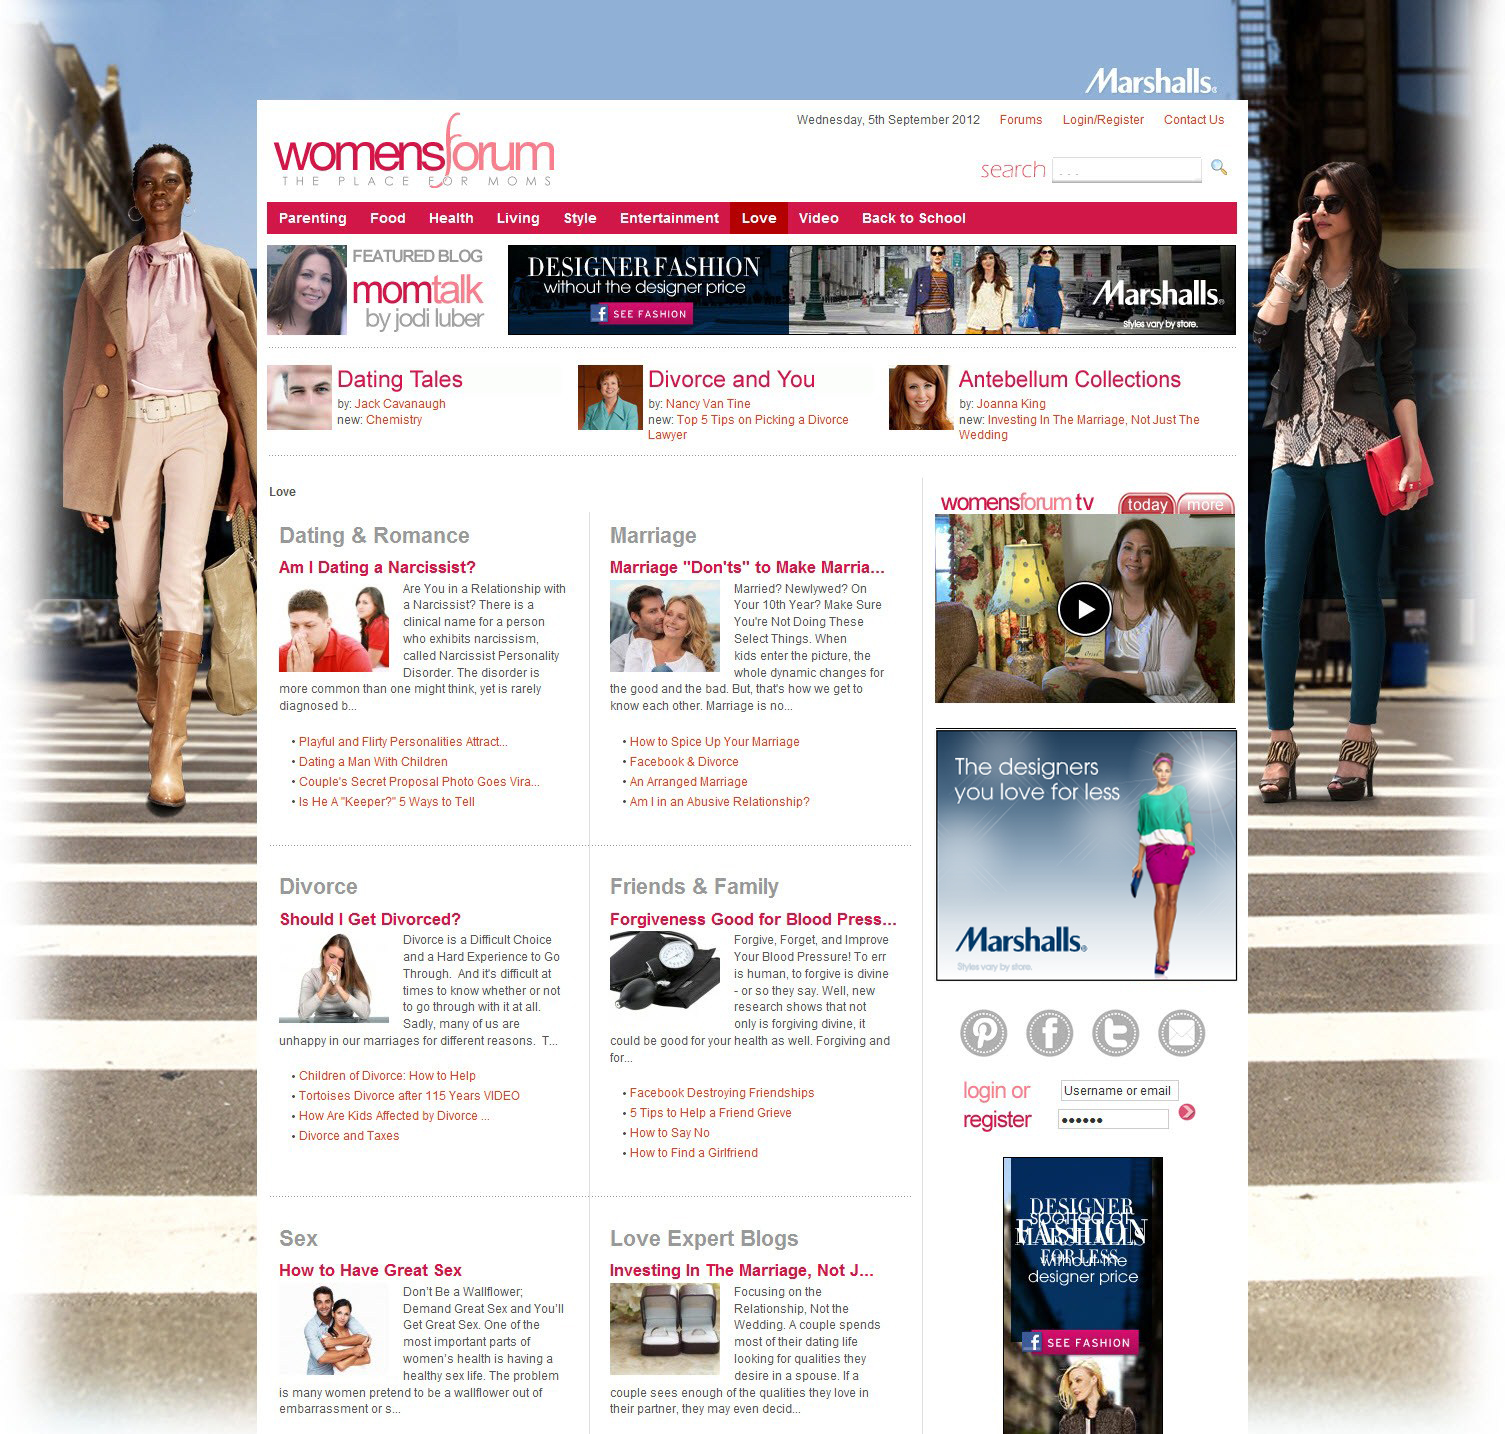 Marshalls.
Wednesday, 5th September 2012 Forums Login/Register Contact Us
womensforum
THE PLACE FOR MOMS
search ...
Parenting Food Health Living Style Entertainment Love Video Back to School
FEATURED BLOG
momtalk
by jodi luber
DESIGNER FASHION
without the designer price
f SEE FASHION
Marshalls.
Styles vary by store.
Dating Tales
by: Jack Cavanaugh
new: Chemistry
Divorce and You
by: Nancy Van Tine
new: Top 5 Tips on Picking a Divorce
Lawyer
Antebellum Collections
by: Joanna King
new: Investing In The Marriage, Not Just The
Wedding
Love
Dating & Romance
Am I Dating a Narcissist?
Are You in a Relationship with
a Narcissist? There is a
clinical name for a person
who exhibits narcissism,
called Narcissist Personality
Disorder. The disorder is
more common than one might think, yet is rarely
diagnosed b...
• Playful and Flirty Personalities Attract...
• Dating a Man With Children
• Couple's Secret Proposal Photo Goes Vira...
• Is He A "Keeper?" 5 Ways to Tell
Marriage
Marriage "Don'ts" to Make Marria...
Married? Newlywed? On
Your 10th Year? Make Sure
You're Not Doing These
Select Things. When
kids enter the picture, the
whole dynamic changes for
the good and the bad. But, that's how we get to
know each other. Marriage is no...
• How to Spice Up Your Marriage
• Facebook & Divorce
• An Arranged Marriage
• Am I in an Abusive Relationship?
Divorce
Should I Get Divorced?
Divorce is a Difficult Choice
and a Hard Experience to Go
Through. And it's difficult at
times to know whether or not
to go through with it at all.
Sadly, many of us are
unhappy in our marriages for different reasons. T...
• Children of Divorce: How to Help
• Tortoises Divorce after 115 Years VIDEO
• How Are Kids Affected by Divorce ...
• Divorce and Taxes
Friends & Family
Forgiveness Good for Blood Press...
Forgive, Forget, and Improve
Your Blood Pressure! To err
is human, to forgive is divine
- or so they say. Well, new
research shows that not
only is forgiving divine, it
could be good for your health as well. Forgiving and
for...
• Facebook Destroying Friendships
• 5 Tips to Help a Friend Grieve
• How to Say No
• How to Find a Girlfriend
Sex
How to Have Great Sex
Don't Be a Wallflower;
Demand Great Sex and You'll
Get Great Sex. One of the
most important parts of
women's health is having a
healthy sex life. The problem
is many women pretend to be a wallflower out of
embarrassment or s...
Love Expert Blogs
Investing In The Marriage, Not J...
Focusing on the
Relationship, Not the
Wedding. A couple spends
most of their dating life
looking for qualities they
desire in a spouse. If a
couple sees enough of the qualities they love in
their partner, they may even decid...
womensforum tv today more
The designers
you love for less
Marshalls.
Styles vary by store.
login or Username or email
register ••••••
DESIGNER
spotted at
FASHION
MARSHALLS
FOR LESS
without the
designer price
f SEE FASHION